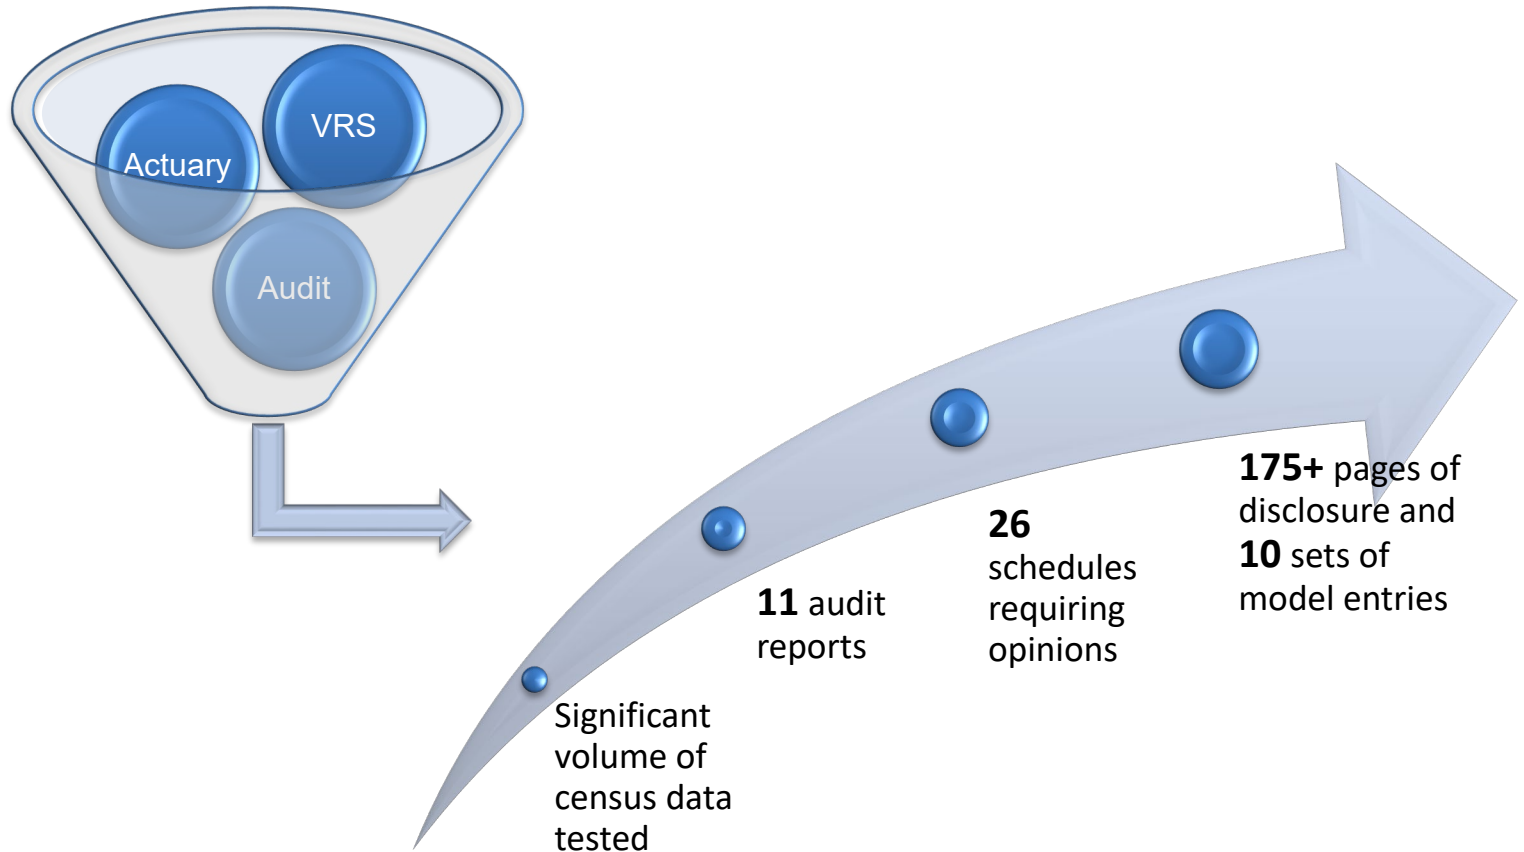 VRS
Actuary
Audit
Significant
volume of
census data
tested
11 audit
reports
26
schedules
requiring
opinions
175+ pages of
disclosure and
10 sets of
model entries